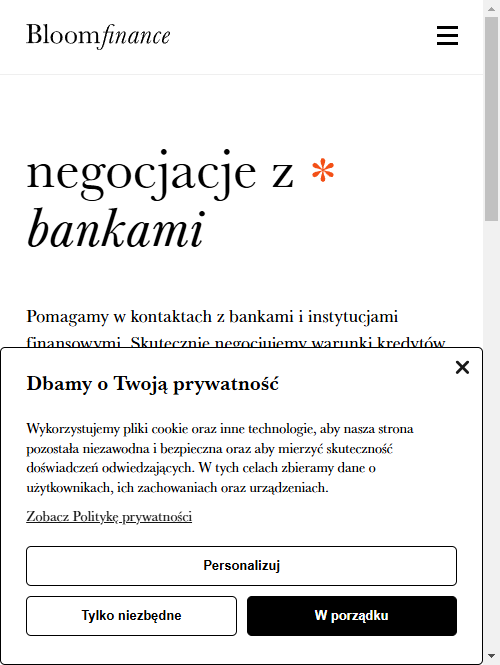 Bloomfinance
negocjacje z *
bankami
Pomagamy w kontaktach z bankami i instytucjami
finansowymi. Skutecznie negocjujemy warunki kredytów
Dbamy o Twoją prywatność
Wykorzystujemy pliki cookie oraz inne technologie, aby nasza strona
pozostała niezawodna i bezpieczna oraz aby mierzyć skuteczność
doświadczeń odwiedzających. W tych celach zbieramy dane o
użytkownikach, ich zachowaniach oraz urządzeniach.
Zobacz Politykę prywatności
Personalizuj
Tylko niezbędne
W porządku